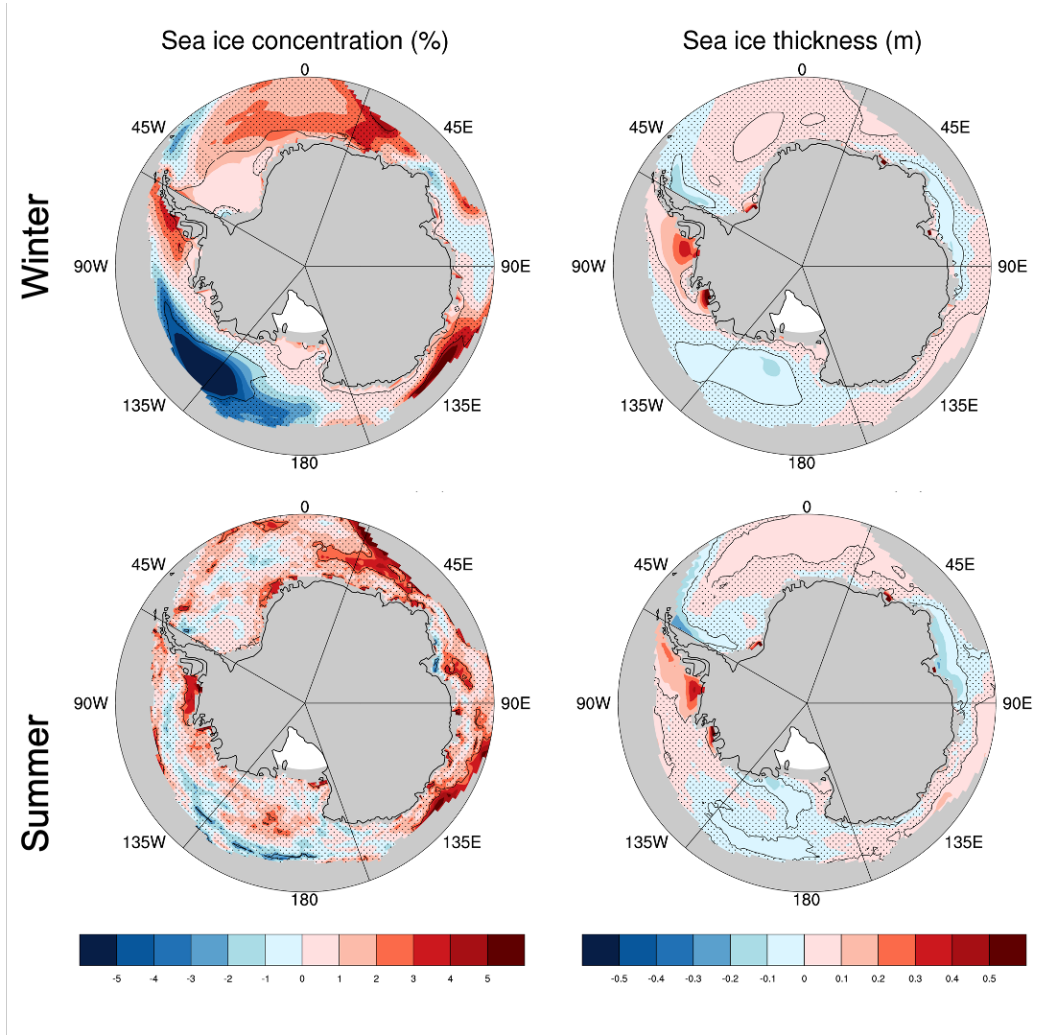 Sea ice concentration (%)
Sea ice thickness (m)
Winter
0
45W
45E
90W
90E
135W
135E
180
0
45W
45E
90W
90E
135W
135E
180
Summer
0
45W
45E
90W
90E
135W
135E
180
0
45W
45E
90W
90E
135W
135E
180
-5 -4 -3 -2 -1 0 1 2 3 4 5
-0.5 -0.4 -0.3 -0.2 -0.1 0 0.1 0.2 0.3 0.4 0.5